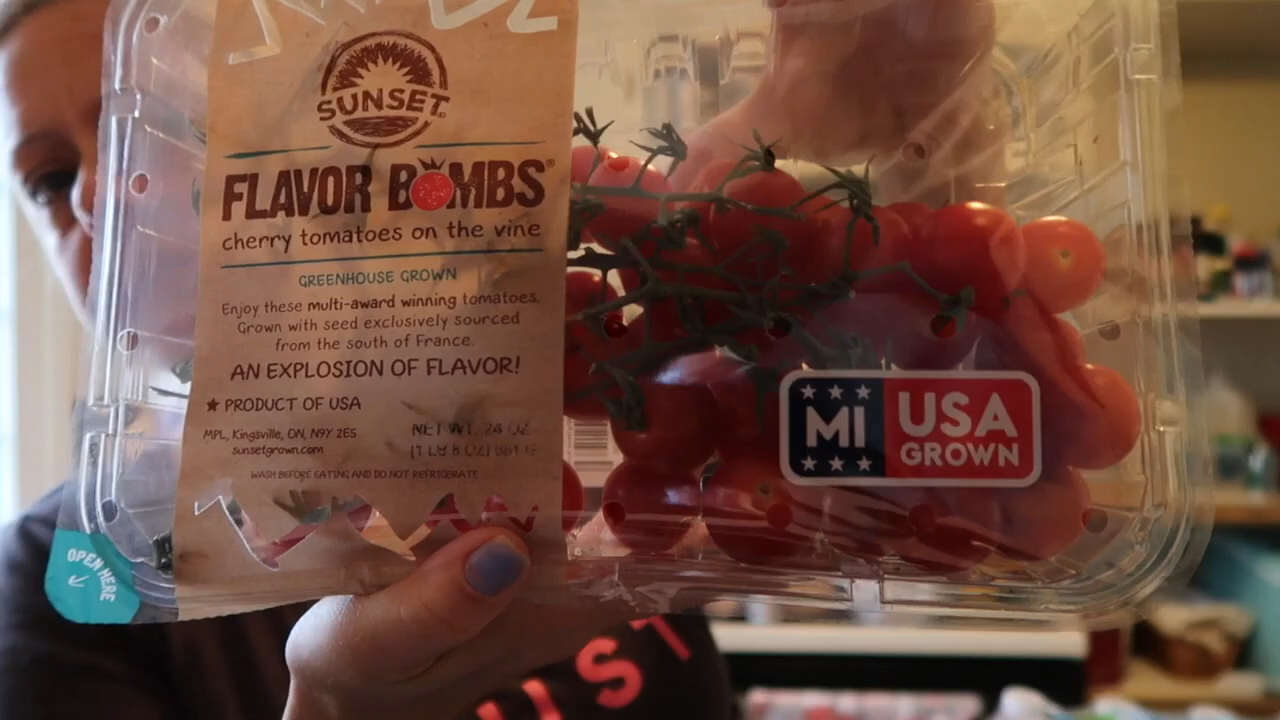 SUNSET
FLAVOR BOMBS®
cherry tomatoes on the vine
GREENHOUSE GROWN
Enjoy these multi-award winning tomatoes.
Grown with seed exclusively sourced
from the south of France.
AN EXPLOSION OF FLAVOR!
★ PRODUCT OF USA
MPL, Kingsville, ON, N9Y 2E5
sunsetgrown.com
NET WT. 24 OZ
WASH BEFORE EATING AND DO NOT REFRIGERATE
OPEN HERE
MI USA
GROWN
UST